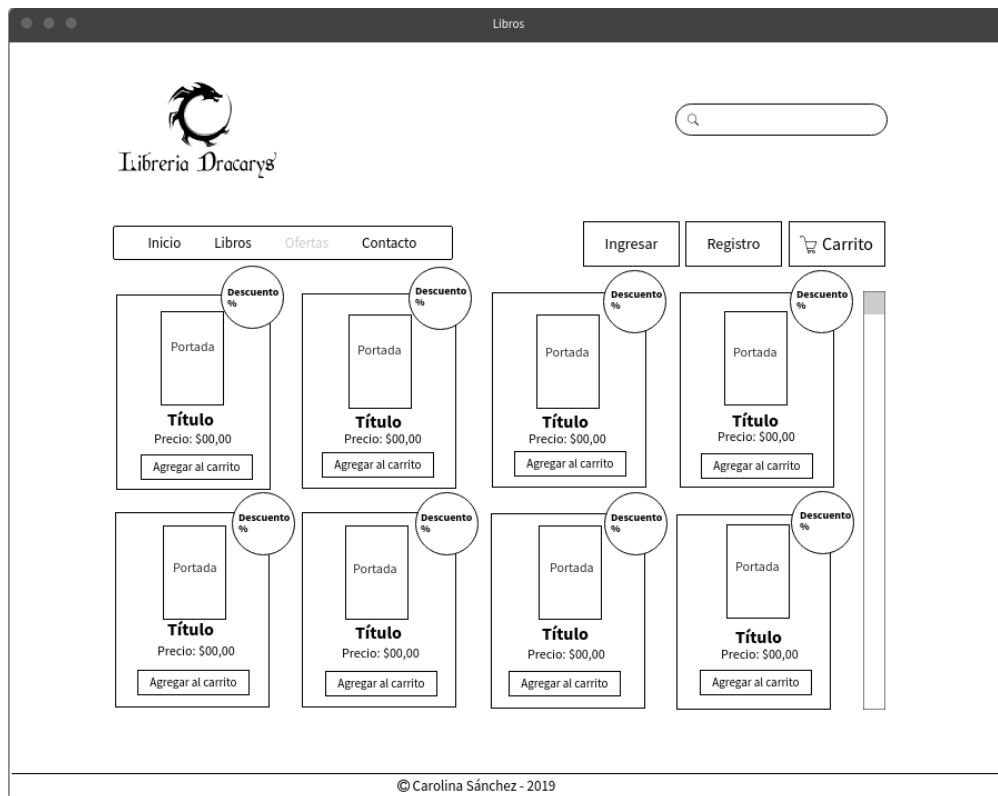 Libros
Libreria Dracarys
Inicio Libros Ofertas Contacto
Ingresar Registro Carrito
Descuento
%
Portada
Título
Precio: $00,00
Agregar al carrito
Descuento
%
Portada
Título
Precio: $00,00
Agregar al carrito
Descuento
%
Portada
Título
Precio: $00,00
Agregar al carrito
Descuento
%
Portada
Título
Precio: $00,00
Agregar al carrito
Descuento
%
Portada
Título
Precio: $00,00
Agregar al carrito
Descuento
%
Portada
Título
Precio: $00,00
Agregar al carrito
Descuento
%
Portada
Título
Precio: $00,00
Agregar al carrito
Descuento
%
Portada
Título
Precio: $00,00
Agregar al carrito
© Carolina Sánchez - 2019